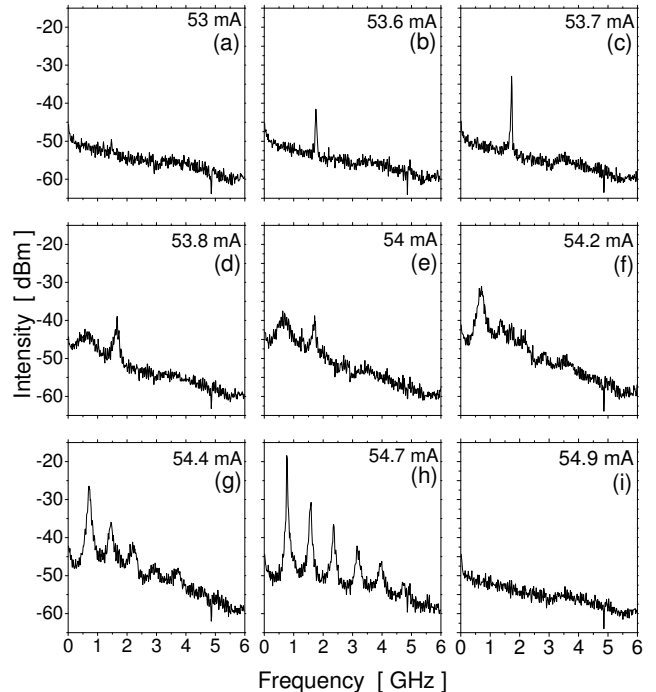 53 mA 53.6 mA 53.7 mA
(a) (b) (c)
-20
-30
-40
-50
-60
53.8 mA 54 mA 54.2 mA
(d) (e) (f)
-20
-30
-40
-50
-60
Intensity [ dBm ]
54.4 mA 54.7 mA 54.9 mA
(g) (h) (i)
-20
-30
-40
-50
-60
0 1 2 3 4 5 6 0 1 2 3 4 5 6 0 1 2 3 4 5 6
Frequency [ GHz ]